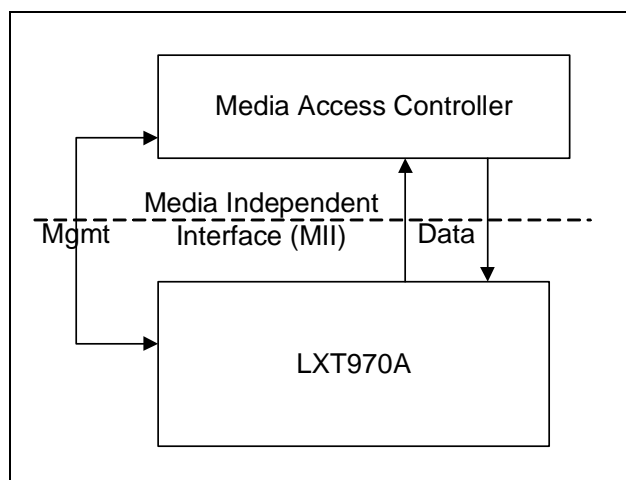 Media Access Controller
Media Independent
Mgmt
Interface (MII)
Data
LXT970A